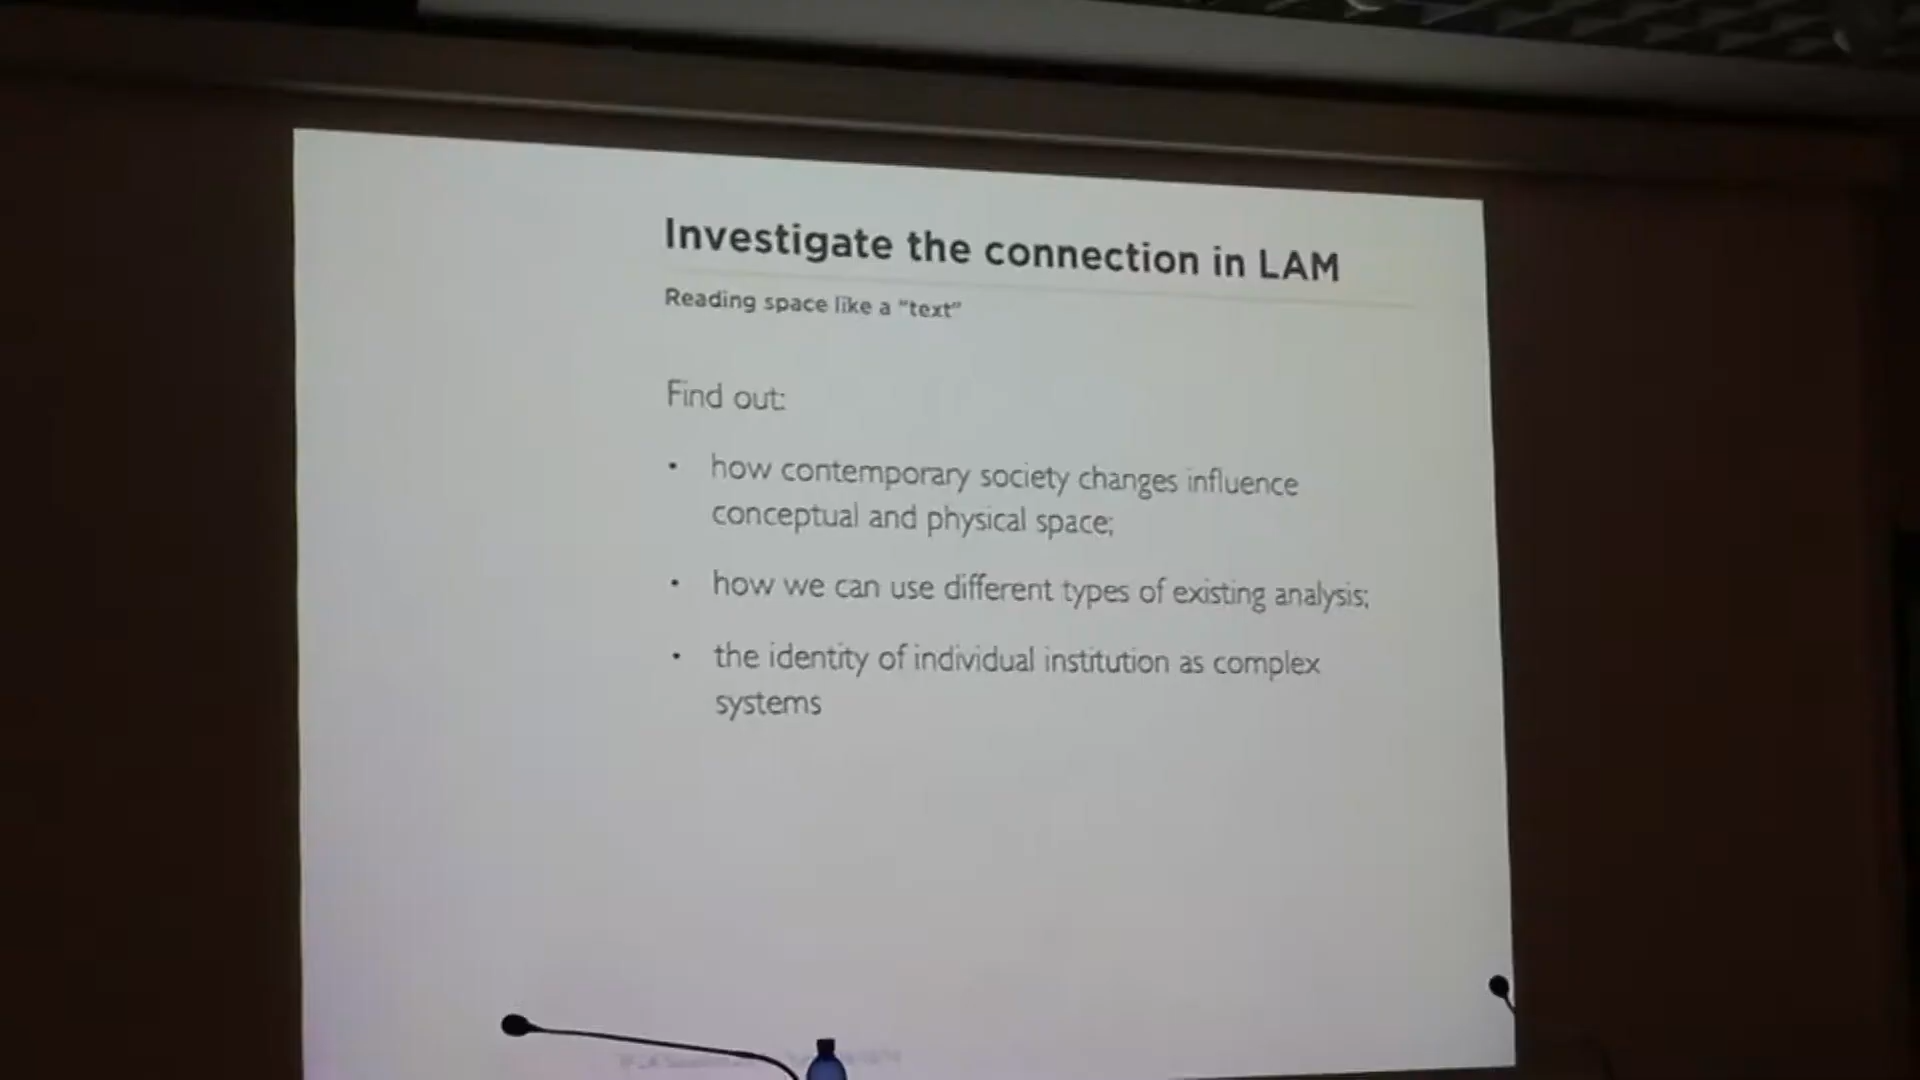 Investigate the connection in LAM
Reading space like a "text"
Find out:
• how contemporary society changes influence
conceptual and physical space;
• how we can use different types of existing analysis;
• the identity of individual institution as complex
systems